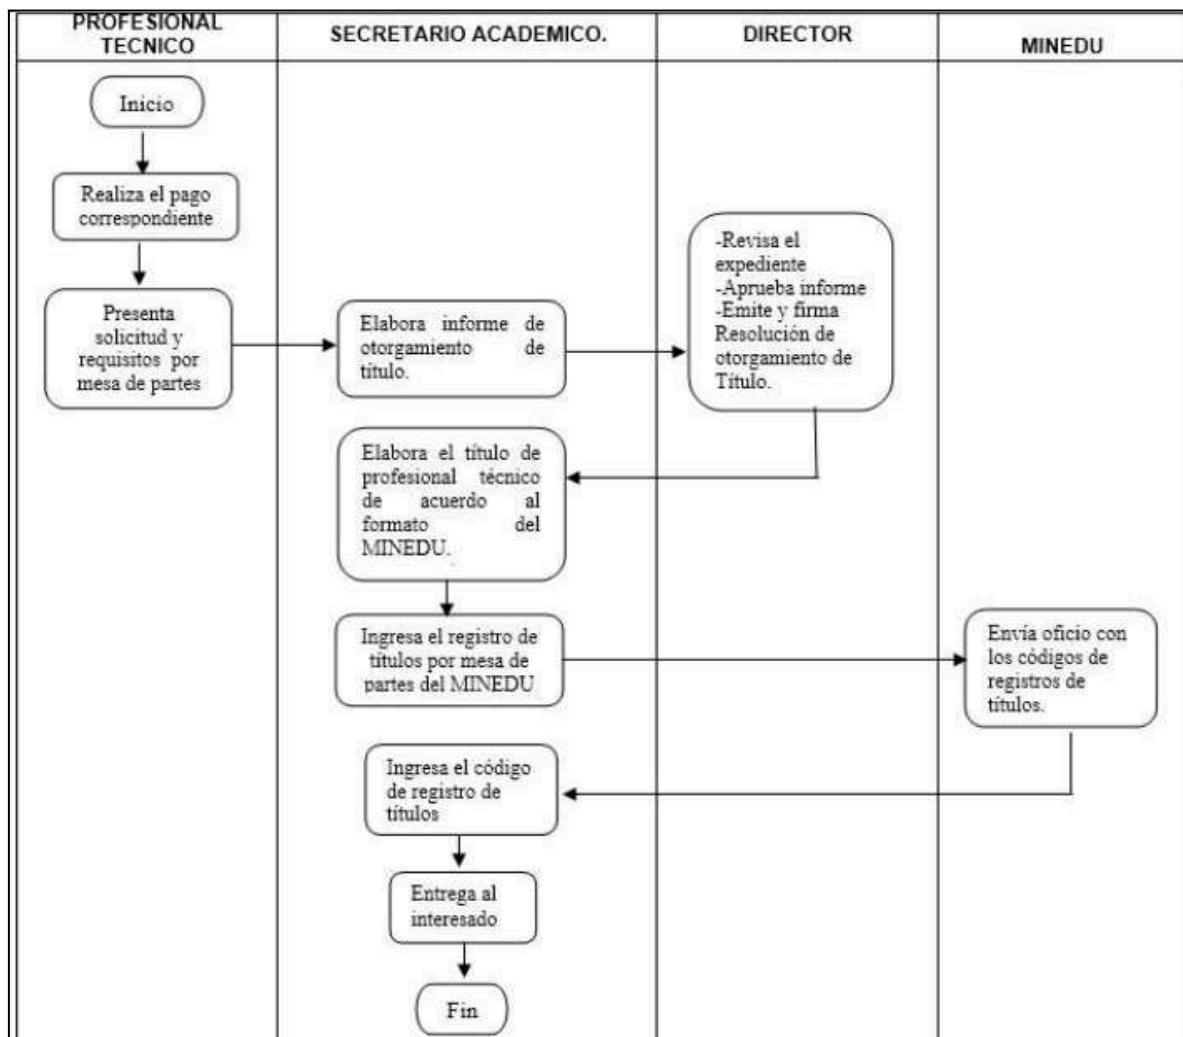 PROFESIONAL
TECNICO
SECRETARIO ACADEMICO.
DIRECTOR
MINEDU
Inicio
Realiza el pago
correspondiente
Presenta
solicitud y
requisitos por
mesa de partes
Elabora informe de
otorgamiento de
título.
-Revisa el
expediente
-Aprueba informe
-Emite y firma
Resolución de
otorgamiento de
Título.
Elabora el título de
profesional técnico
de acuerdo al
formato del
MINEDU.
Ingresa el registro de
títulos por mesa de
partes del MINEDU
Envía oficio con
los códigos de
registros de
títulos.
Ingresa el código
de registro de
títulos
Entrega al
interesado
Fin